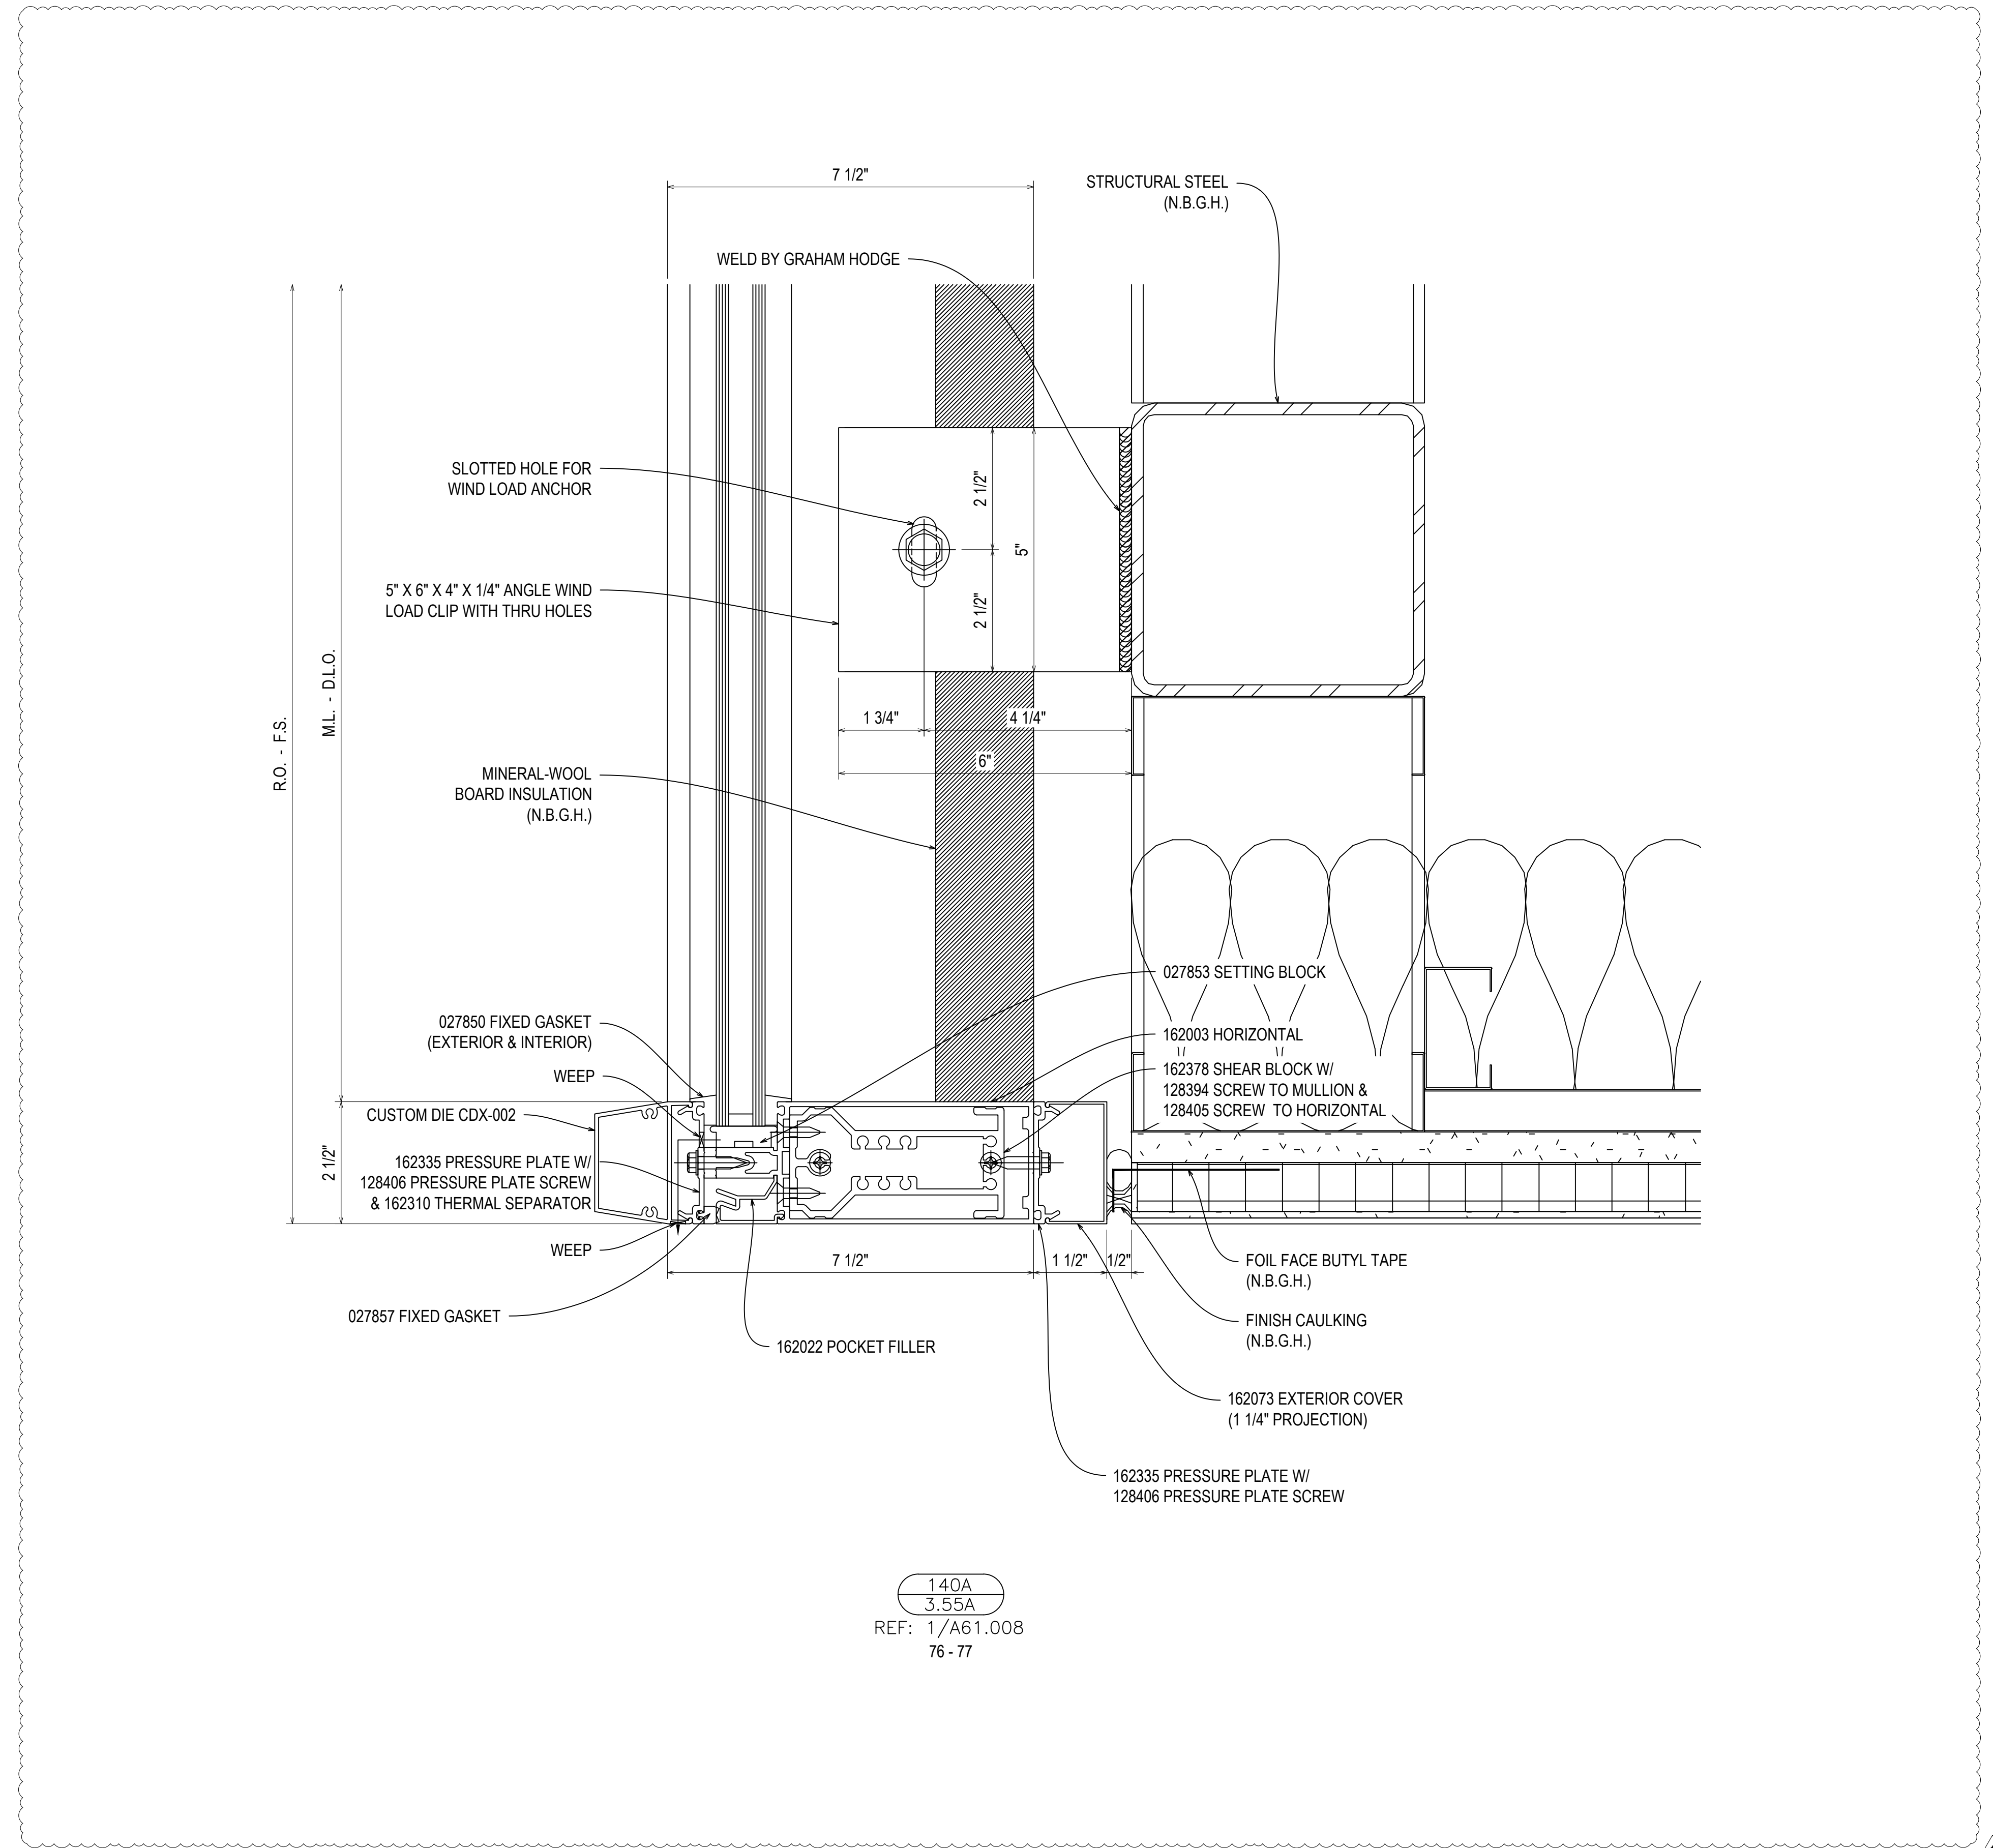 7 1/2"
STRUCTURAL STEEL
(N.B.G.H.)
WELD BY GRAHAM HODGE
SLOTTED HOLE FOR
WIND LOAD ANCHOR
2 1/2"
5"
2 1/2"
5" X 6" X 4" X 1/4" ANGLE WIND
LOAD CLIP WITH THRU HOLES
R.O. - F.S.
M.L. - D.L.O.
1 3/4"
4 1/4"
6"
MINERAL-WOOL
BOARD INSULATION
(N.B.G.H.)
027853 SETTING BLOCK
027850 FIXED GASKET
(EXTERIOR & INTERIOR)
162003 HORIZONTAL
WEEP
162378 SHEAR BLOCK W/
128394 SCREW TO MULLION &
128405 SCREW TO HORIZONTAL
CUSTOM DIE CDX-002
2 1/2"
162335 PRESSURE PLATE W/
128406 PRESSURE PLATE SCREW
& 162310 THERMAL SEPARATOR
WEEP
7 1/2"
1 1/2"
1/2"
FOIL FACE BUTYL TAPE
(N.B.G.H.)
027857 FIXED GASKET
FINISH CAULKING
(N.B.G.H.)
162022 POCKET FILLER
162073 EXTERIOR COVER
(1 1/4" PROJECTION)
162335 PRESSURE PLATE W/
128406 PRESSURE PLATE SCREW
140A
3.55A
REF: 1/A61.008
76 - 77